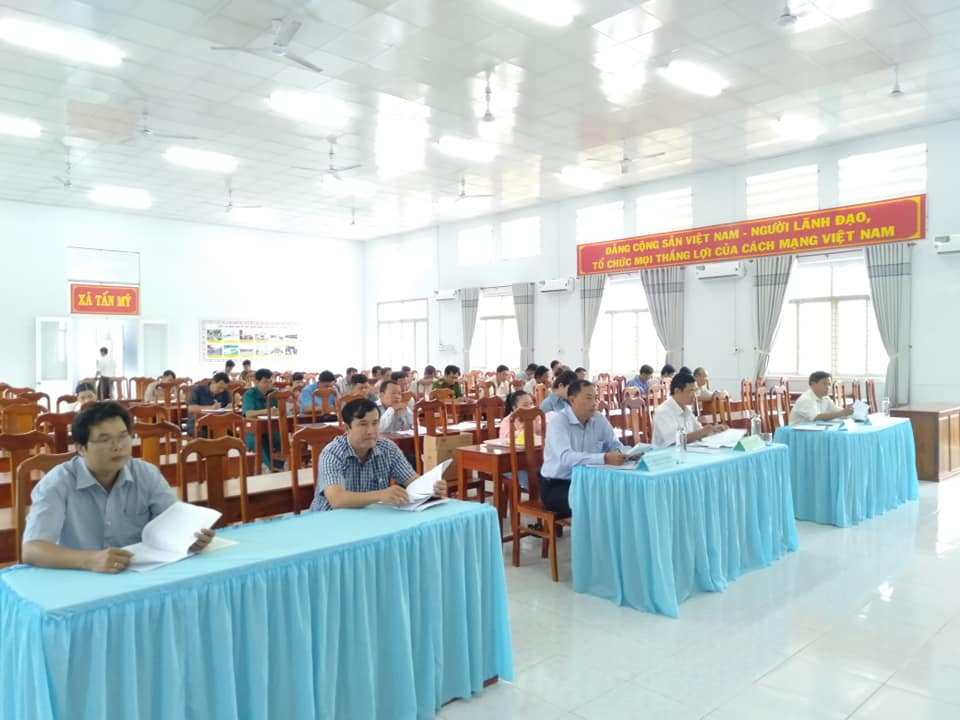 ĐẢNG CỘNG SẢN VIỆT NAM - NGƯỜI LÃNH ĐẠO,
TỔ CHỨC MỌI THẮNG LỢI CỦA CÁCH MẠNG VIỆT NAM
XÃ TẤN MỸ